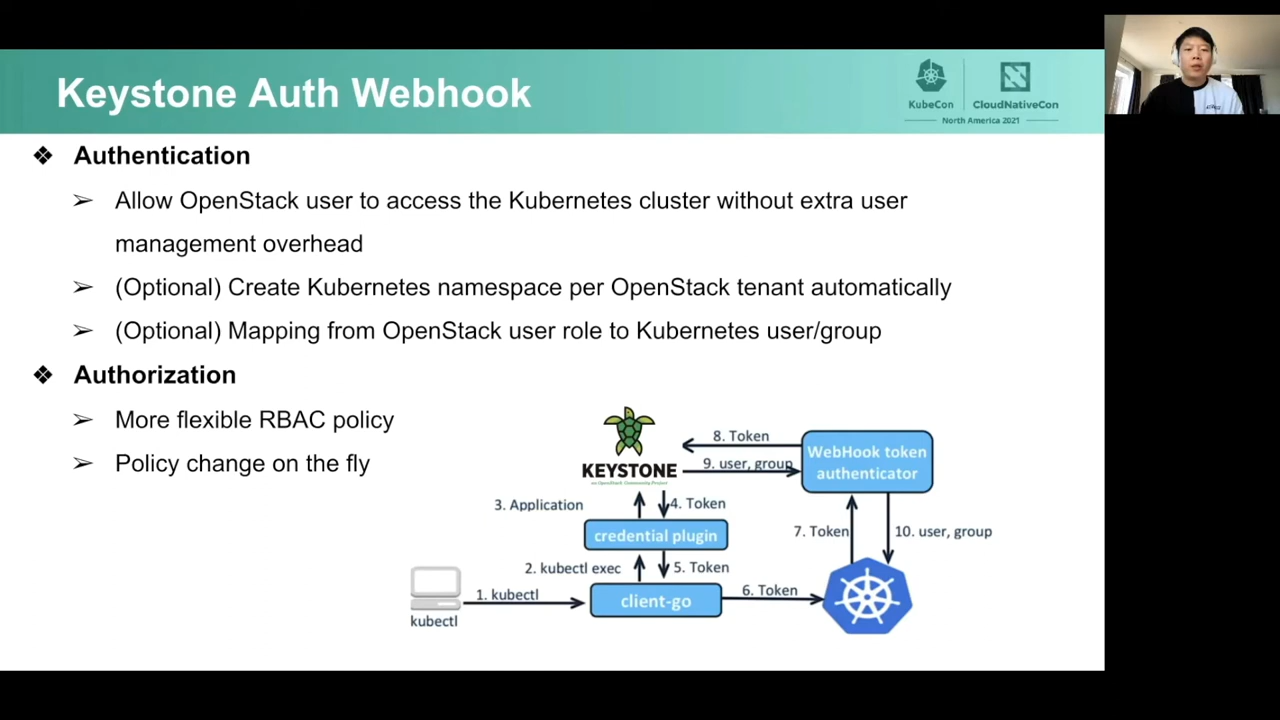 Keystone Auth Webhook
KubeCon
CloudNativeCon
North America 2021
❖ Authentication
➢ Allow OpenStack user to access the Kubernetes cluster without extra user
management overhead
➢ (Optional) Create Kubernetes namespace per OpenStack tenant automatically
➢ (Optional) Mapping from OpenStack user role to Kubernetes user/group
❖ Authorization
➢ More flexible RBAC policy
➢ Policy change on the fly
KEYSTONE
an OpenStack Community Project
8. Token
9. user, group
WebHook token
authenticator
3. Application
4. Token
credential plugin
7. Token
10. user, group
2. kubectl exec
5. Token
1. kubectl
client-go
6. Token
kubectl